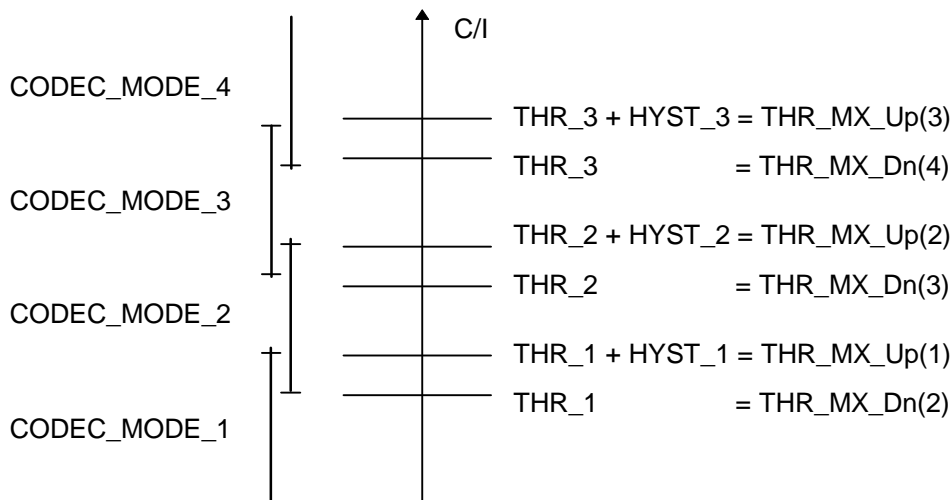 C/I
CODEC_MODE_4
THR_3 + HYST_3 = THR_MX_Up(3)
THR_3 = THR_MX_Dn(4)
CODEC_MODE_3
THR_2 + HYST_2 = THR_MX_Up(2)
THR_2 = THR_MX_Dn(3)
CODEC_MODE_2
THR_1 + HYST_1 = THR_MX_Up(1)
THR_1 = THR_MX_Dn(2)
CODEC_MODE_1